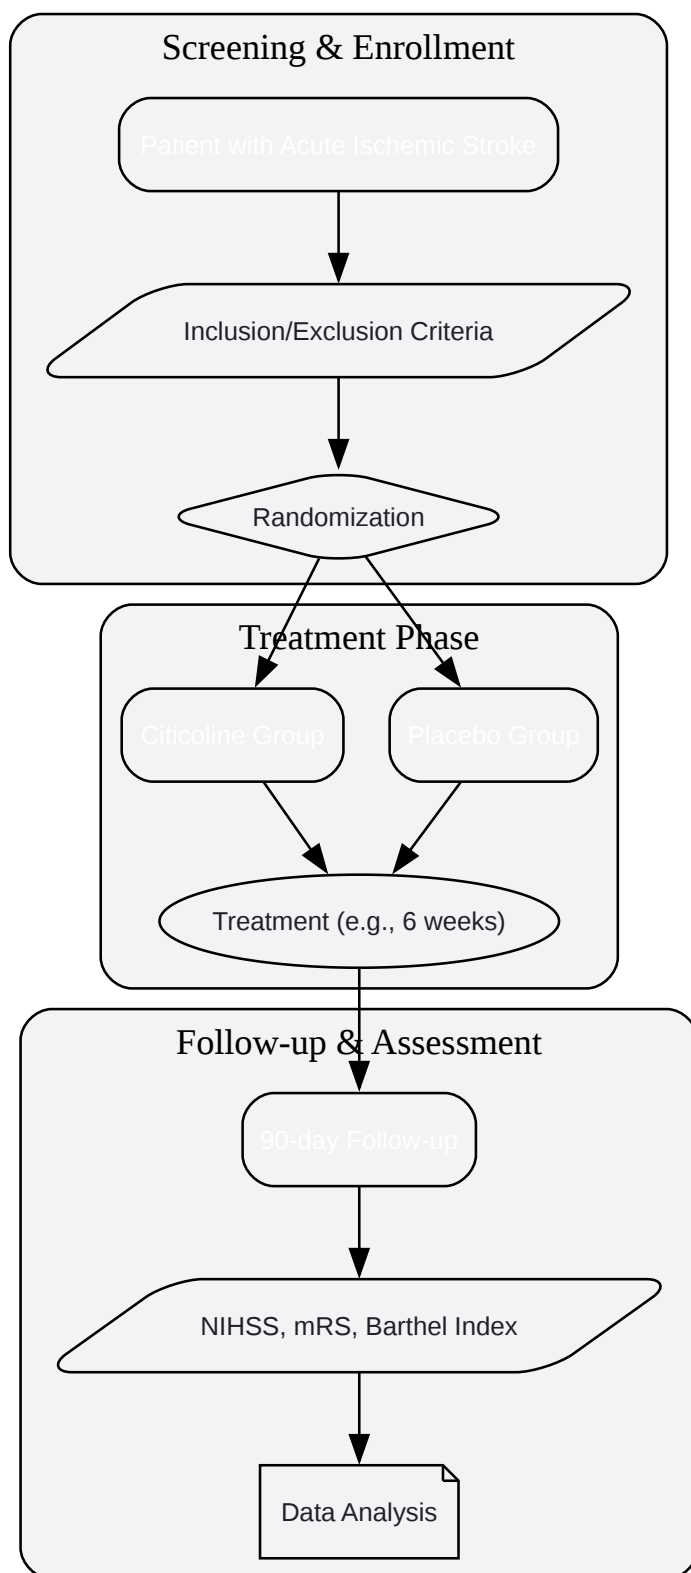 Screening & Enrollment
Patient with Acute Ischemic Stroke
Inclusion/Exclusion Criteria
Randomization
Treatment Phase
Citicoline Group
Placebo Group
Treatment (e.g., 6 weeks)
Follow-up & Assessment
90-day Follow-up
NIHSS, mRS, Barthel Index
Data Analysis